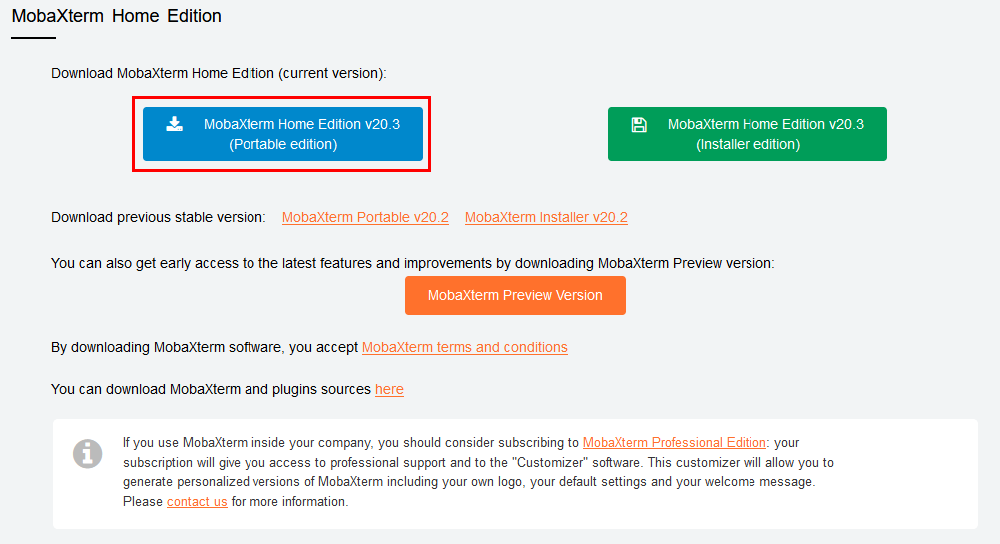 MobaXterm Home Edition
Download MobaXterm Home Edition (current version):
MobaXterm Home Edition v20.3
(Portable edition)
MobaXterm Home Edition v20.3
(Installer edition)
Download previous stable version: MobaXterm Portable v20.2 MobaXterm Installer v20.2
You can also get early access to the latest features and improvements by downloading MobaXterm Preview version:
MobaXterm Preview Version
By downloading MobaXterm software, you accept MobaXterm terms and conditions
You can download MobaXterm and plugins sources here
If you use MobaXterm inside your company, you should consider subscribing to MobaXterm Professional Edition: your
subscription will give you access to professional support and to the "Customizer" software. This customizer will allow you to
generate personalized versions of MobaXterm including your own logo, your default settings and your welcome message.
Please contact us for more information.